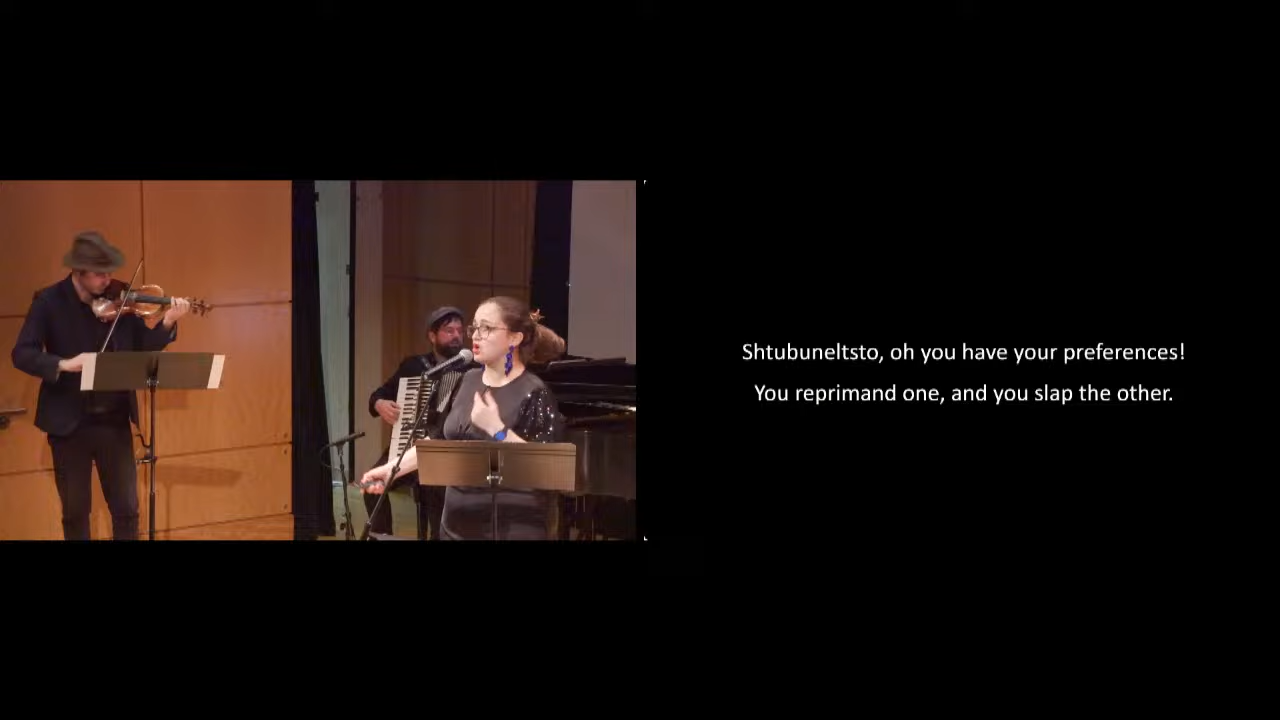 Shtubuneltsto, oh you have your preferences!
You reprimand one, and you slap the other.